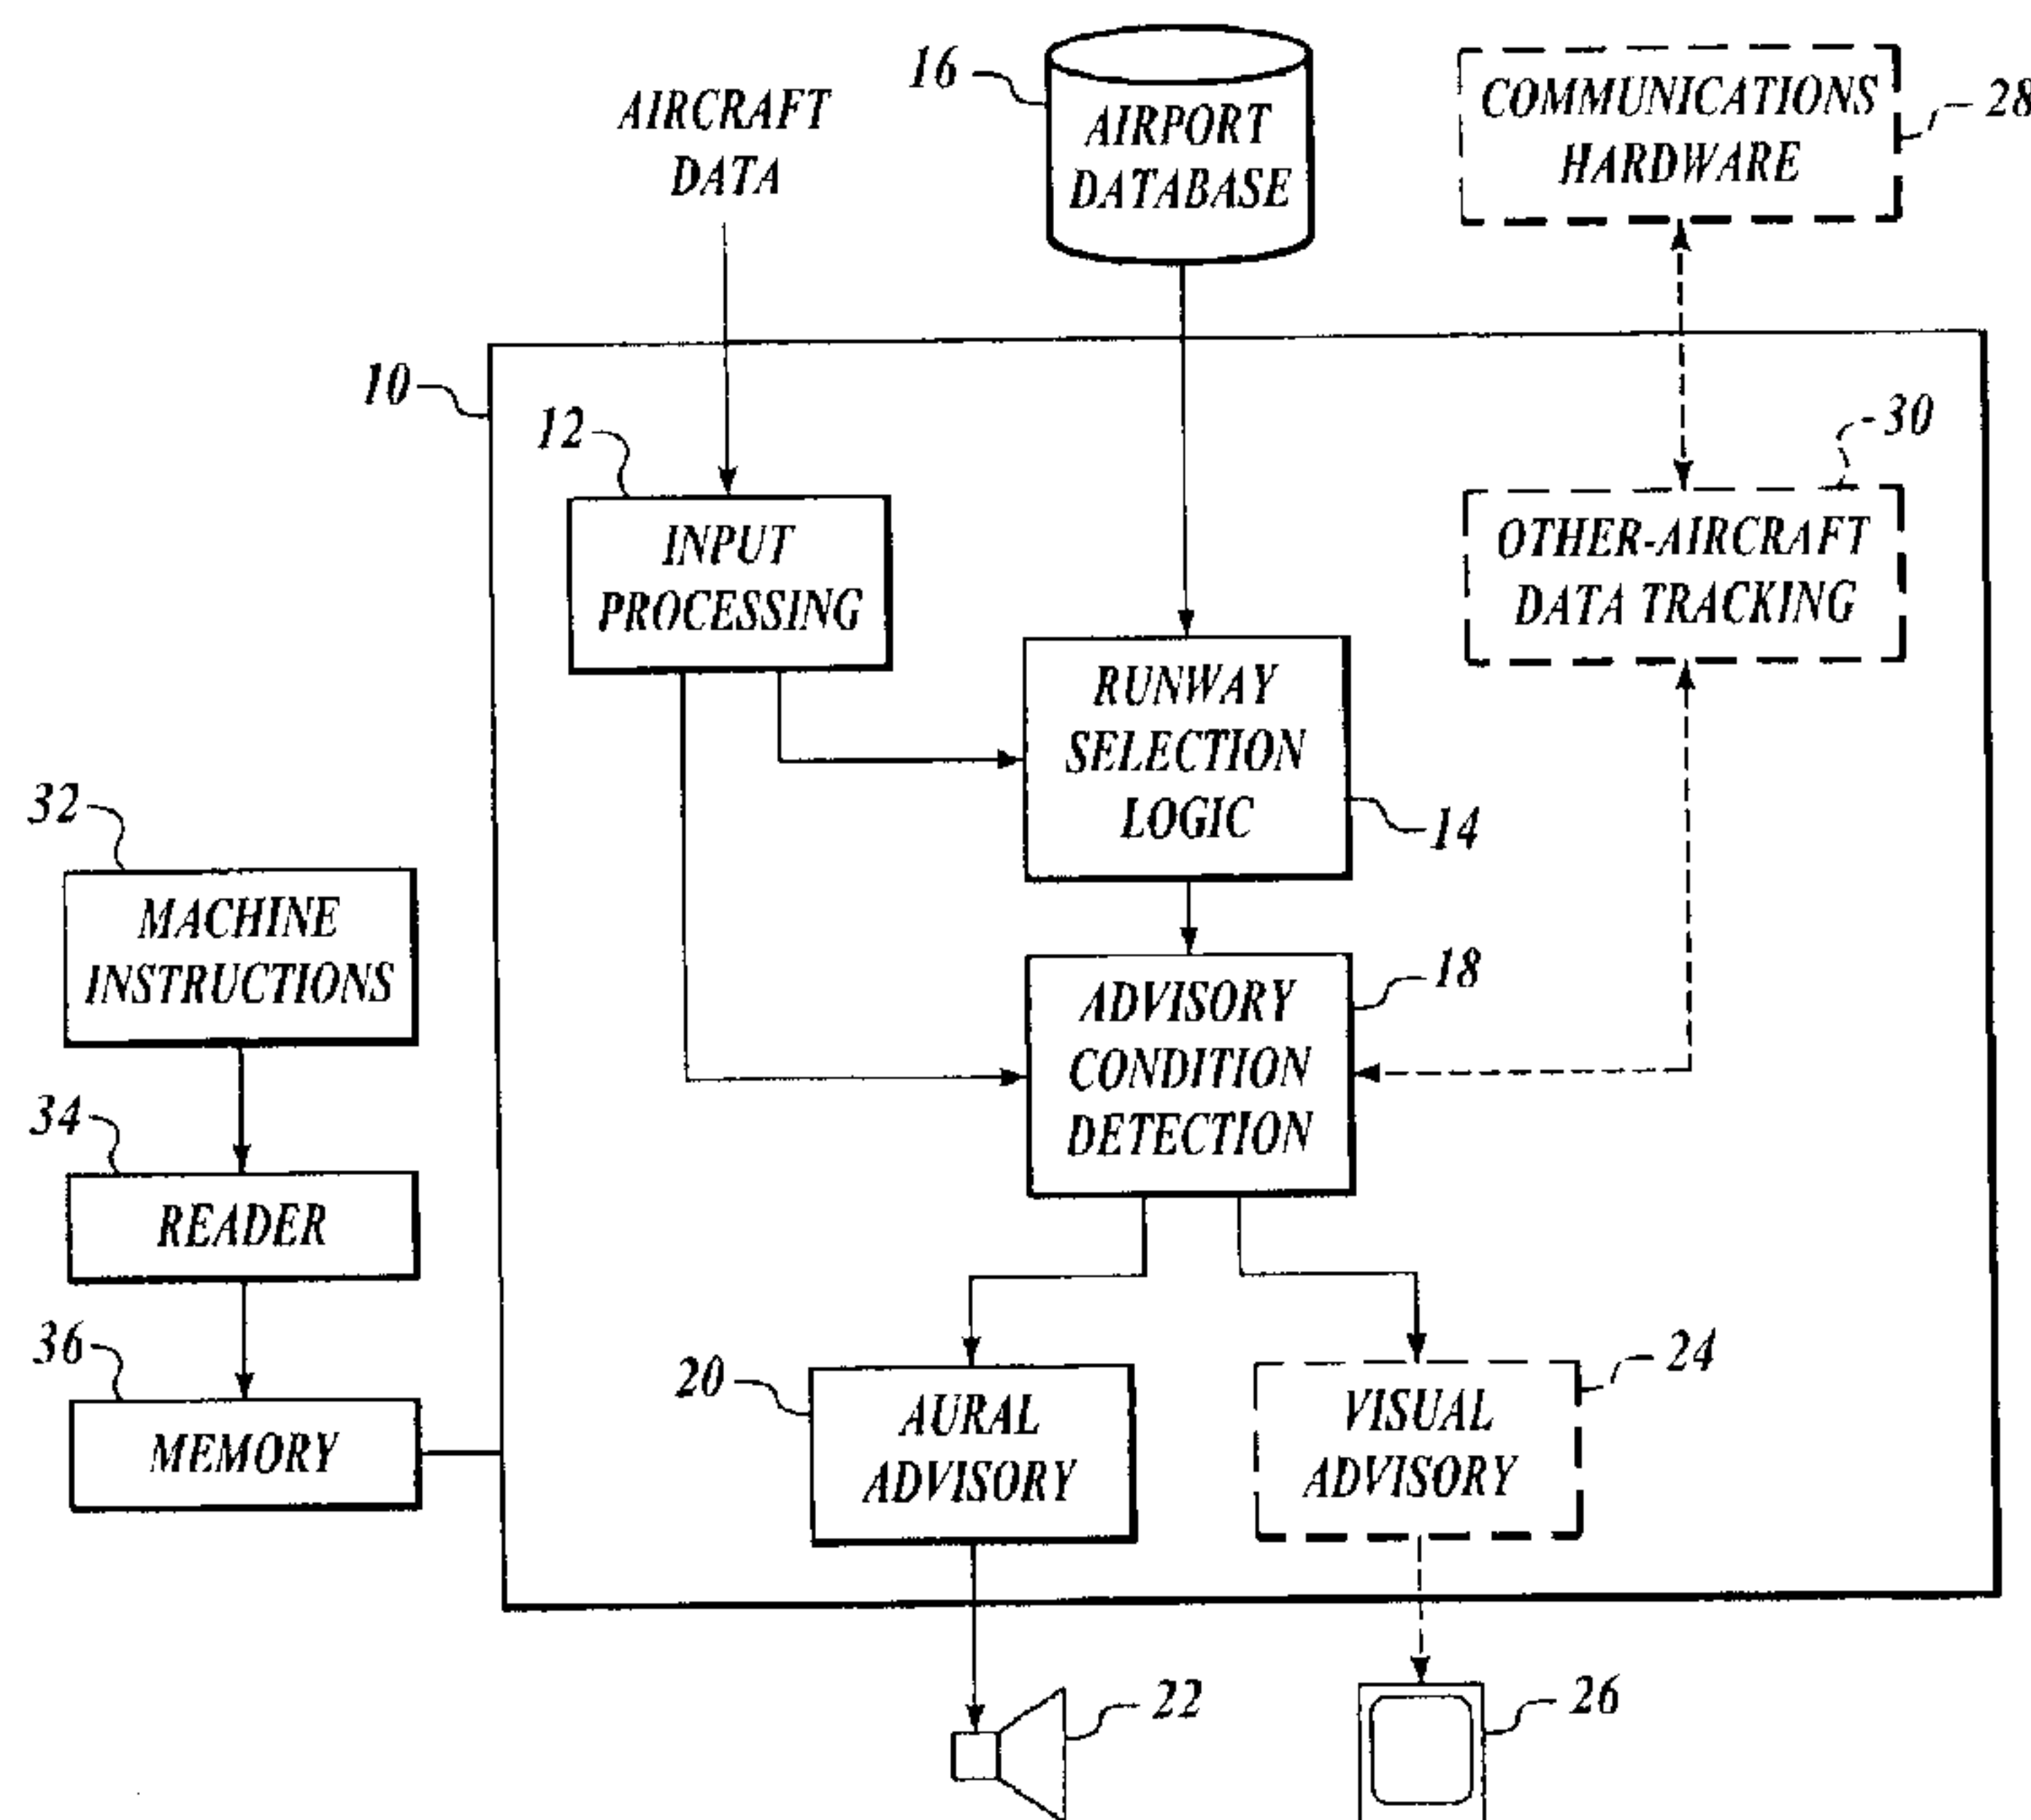 16
AIRCRAFT
DATA
AIRPORT
DATABASE
COMMUNICATIONS
HARDWARE
28
10
12
INPUT
PROCESSING
30
OTHER-AIRCRAFT
DATA TRACKING
RUNWAY
SELECTION
LOGIC
14
32
MACHINE
INSTRUCTIONS
18
ADVISORY
CONDITION
DETECTION
34
READER
36
MEMORY
20
AURAL
ADVISORY
24
VISUAL
ADVISORY
22
26